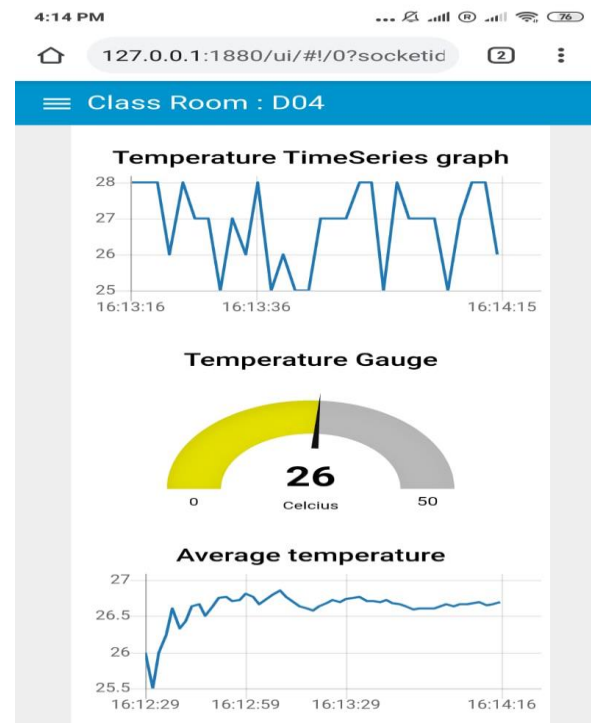 4:14 PM ... ® 76
127.0.0.1:1880/ui/#!/0?socketid 2
Class Room : D04
Temperature TimeSeries graph
28
27
26
25
16:13:16 16:13:36 16:14:15
Temperature Gauge
26
0 Celcius 50
Average temperature
27
26.5
26
25.5
16:12:29 16:12:59 16:13:29 16:14:16